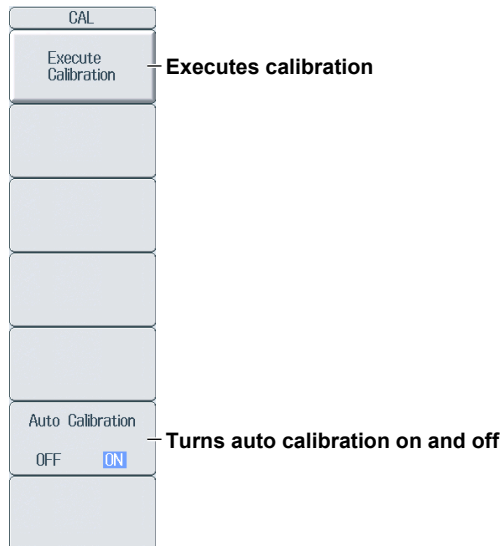 CAL
Execute
Calibration
Executes calibration
Auto Calibration
OFF ON
Turns auto calibration on and off